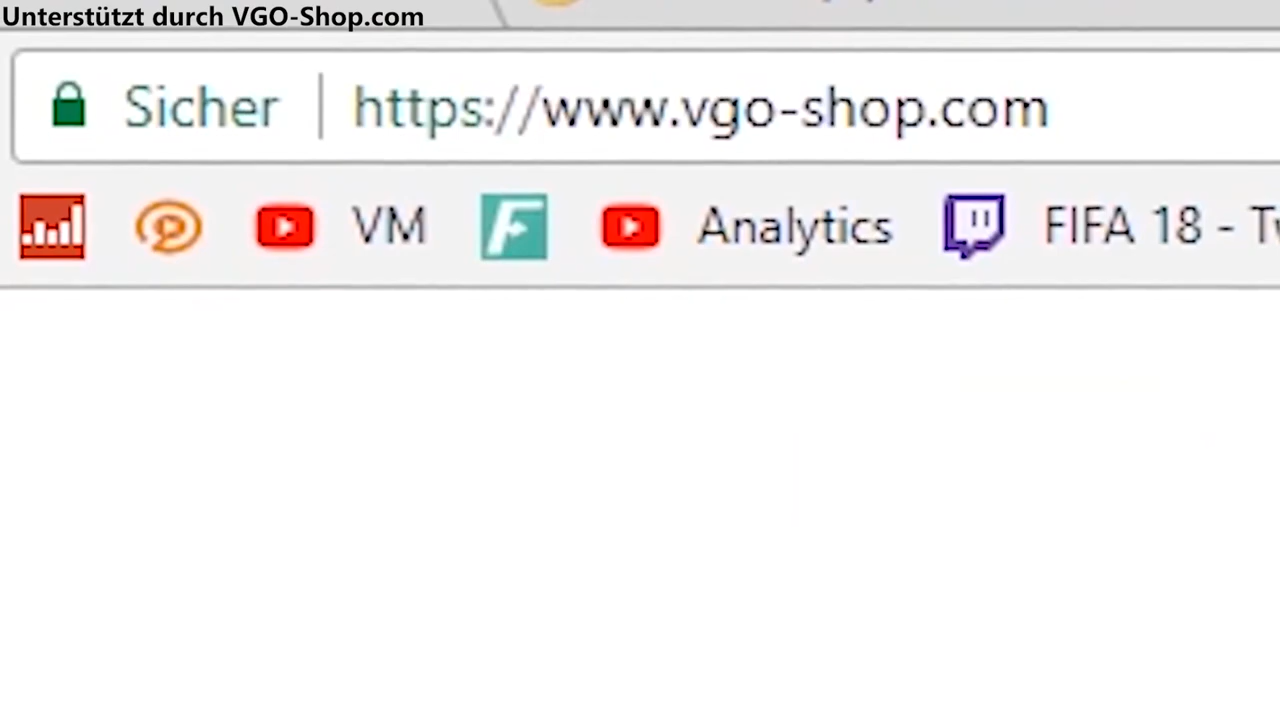 Unterstützt durch VGO-Shop.com
Sicher https://www.vgo-shop.com
VM Analytics FIFA 18 -